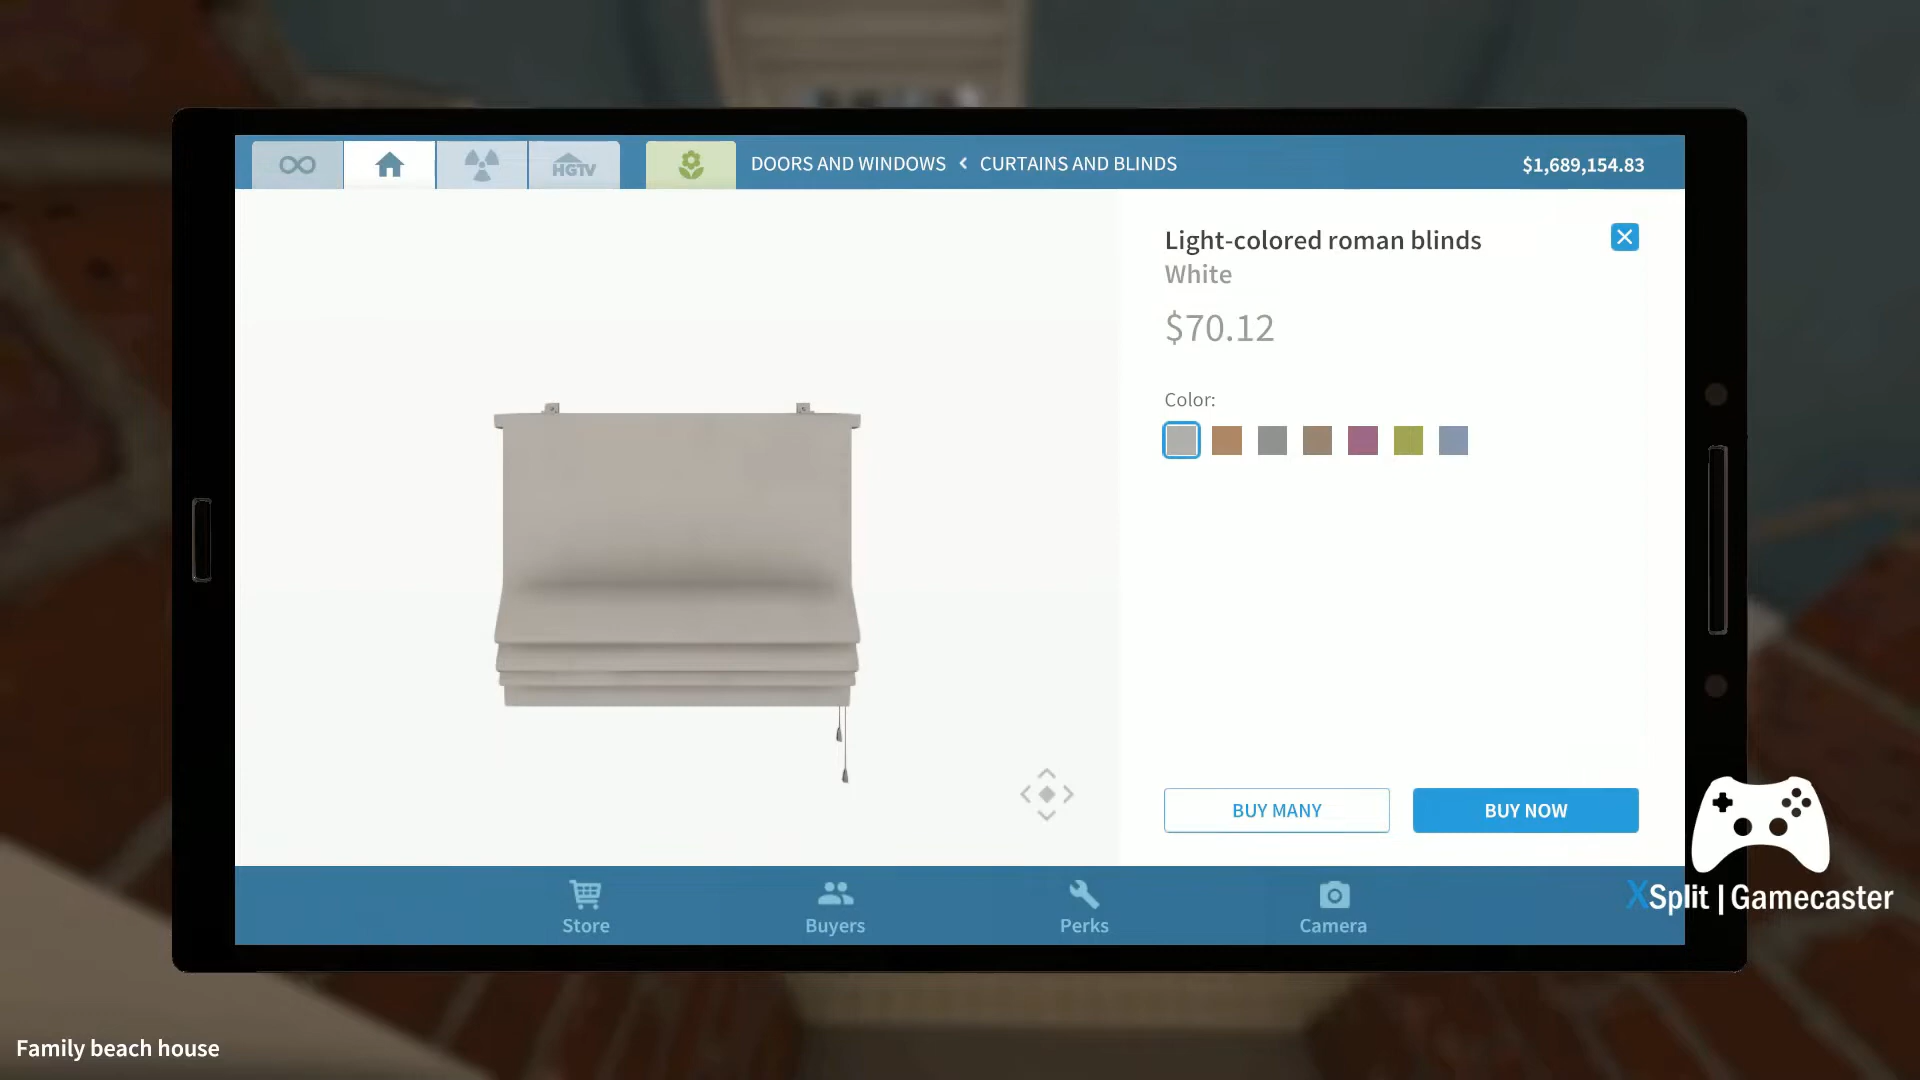 HGTV
DOORS AND WINDOWS < CURTAINS AND BLINDS
$1,689,154.83
Light-colored roman blinds
White
$70.12
Color:
BUY MANY
BUY NOW
Store
Buyers
Perks
Camera
XSplit | Gamecaster
Family beach house